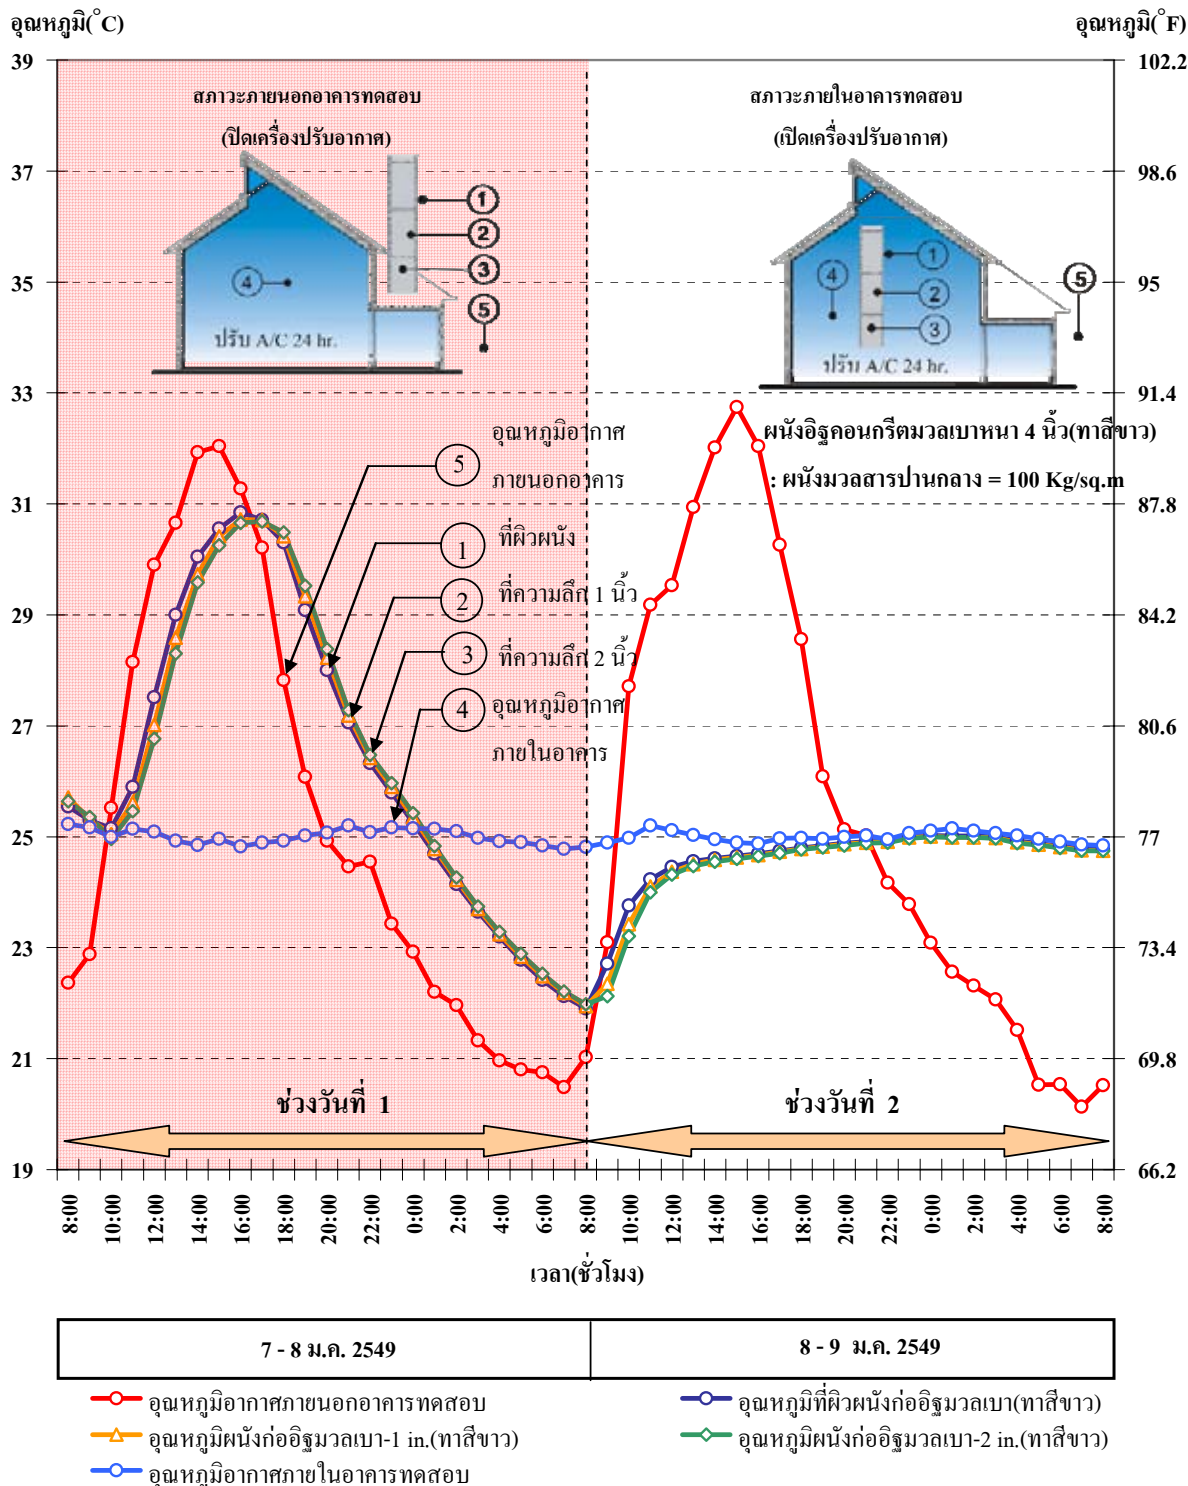 อุณหภูมิ(°C)
อุณหภูมิ(°F)
39
37
35
33
31
29
27
25
23
21
19
102.2
98.6
95
91.4
87.8
84.2
80.6
77
73.4
69.8
66.2
สภาวะภายนอกอาคารทดสอบ
(ปิดเครื่องปรับอากาศ)
1
2
3
4
5
ปรับ A/C 24 hr.
สภาวะภายในอาคารทดสอบ
(เปิดเครื่องปรับอากาศ)
1
2
3
4
5
ปรับ A/C 24 hr.
ผนังอิฐคอนกรีตมวลเบาหนา 4 นิ้ว(ทาสีขาว)
: ผนังมวลสารปานกลาง = 100 Kg/sq.m
5
อุณหภูมิอากาศ
ภายนอกอาคาร
1
ที่ผิวผนัง
2
ที่ความลึก 1 นิ้ว
3
ที่ความลึก 2 นิ้ว
4
อุณหภูมิอากาศ
ภายในอาคาร
ช่วงวันที่ 1
ช่วงวันที่ 2
8:00
10:00
12:00
14:00
16:00
18:00
20:00
22:00
0:00
2:00
4:00
6:00
8:00
10:00
12:00
14:00
16:00
18:00
20:00
22:00
0:00
2:00
4:00
6:00
8:00
เวลา(ชั่วโมง)
7 - 8 ม.ค. 2549
8 - 9 ม.ค. 2549
อุณหภูมิอากาศภายนอกอาคารทดสอบ
อุณหภูมิที่ผิวผนังก่ออิฐมวลเบา(ทาสีขาว)
อุณหภูมิผนังก่ออิฐมวลเบา-1 in.(ทาสีขาว)
อุณหภูมิผนังก่ออิฐมวลเบา-2 in.(ทาสีขาว)
อุณหภูมิอากาศภายในอาคารทดสอบ